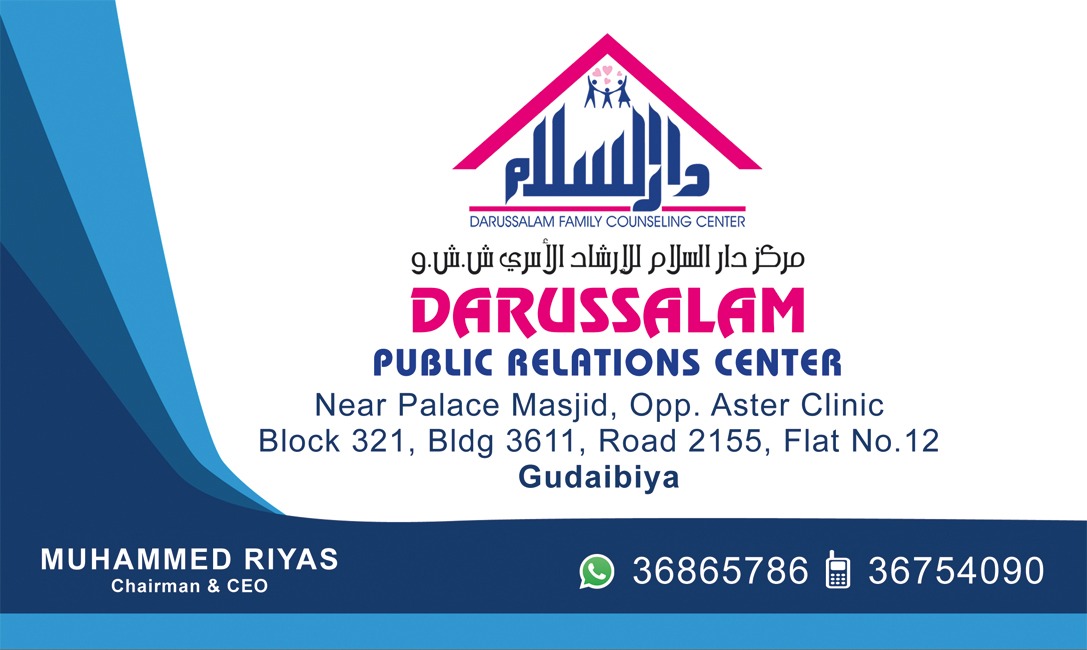 دار السلام
DARUSSALAM FAMILY COUNSELING CENTER
مركز دار السلام للإرشاد الأسري ش.ش.و
DARUSSALAM
PUBLIC RELATIONS CENTER
Near Palace Masjid, Opp. Aster Clinic
Block 321, Bldg 3611, Road 2155, Flat No.12
Gudaibiya
MUHAMMED RIYAS
Chairman & CEO
36865786 36754090